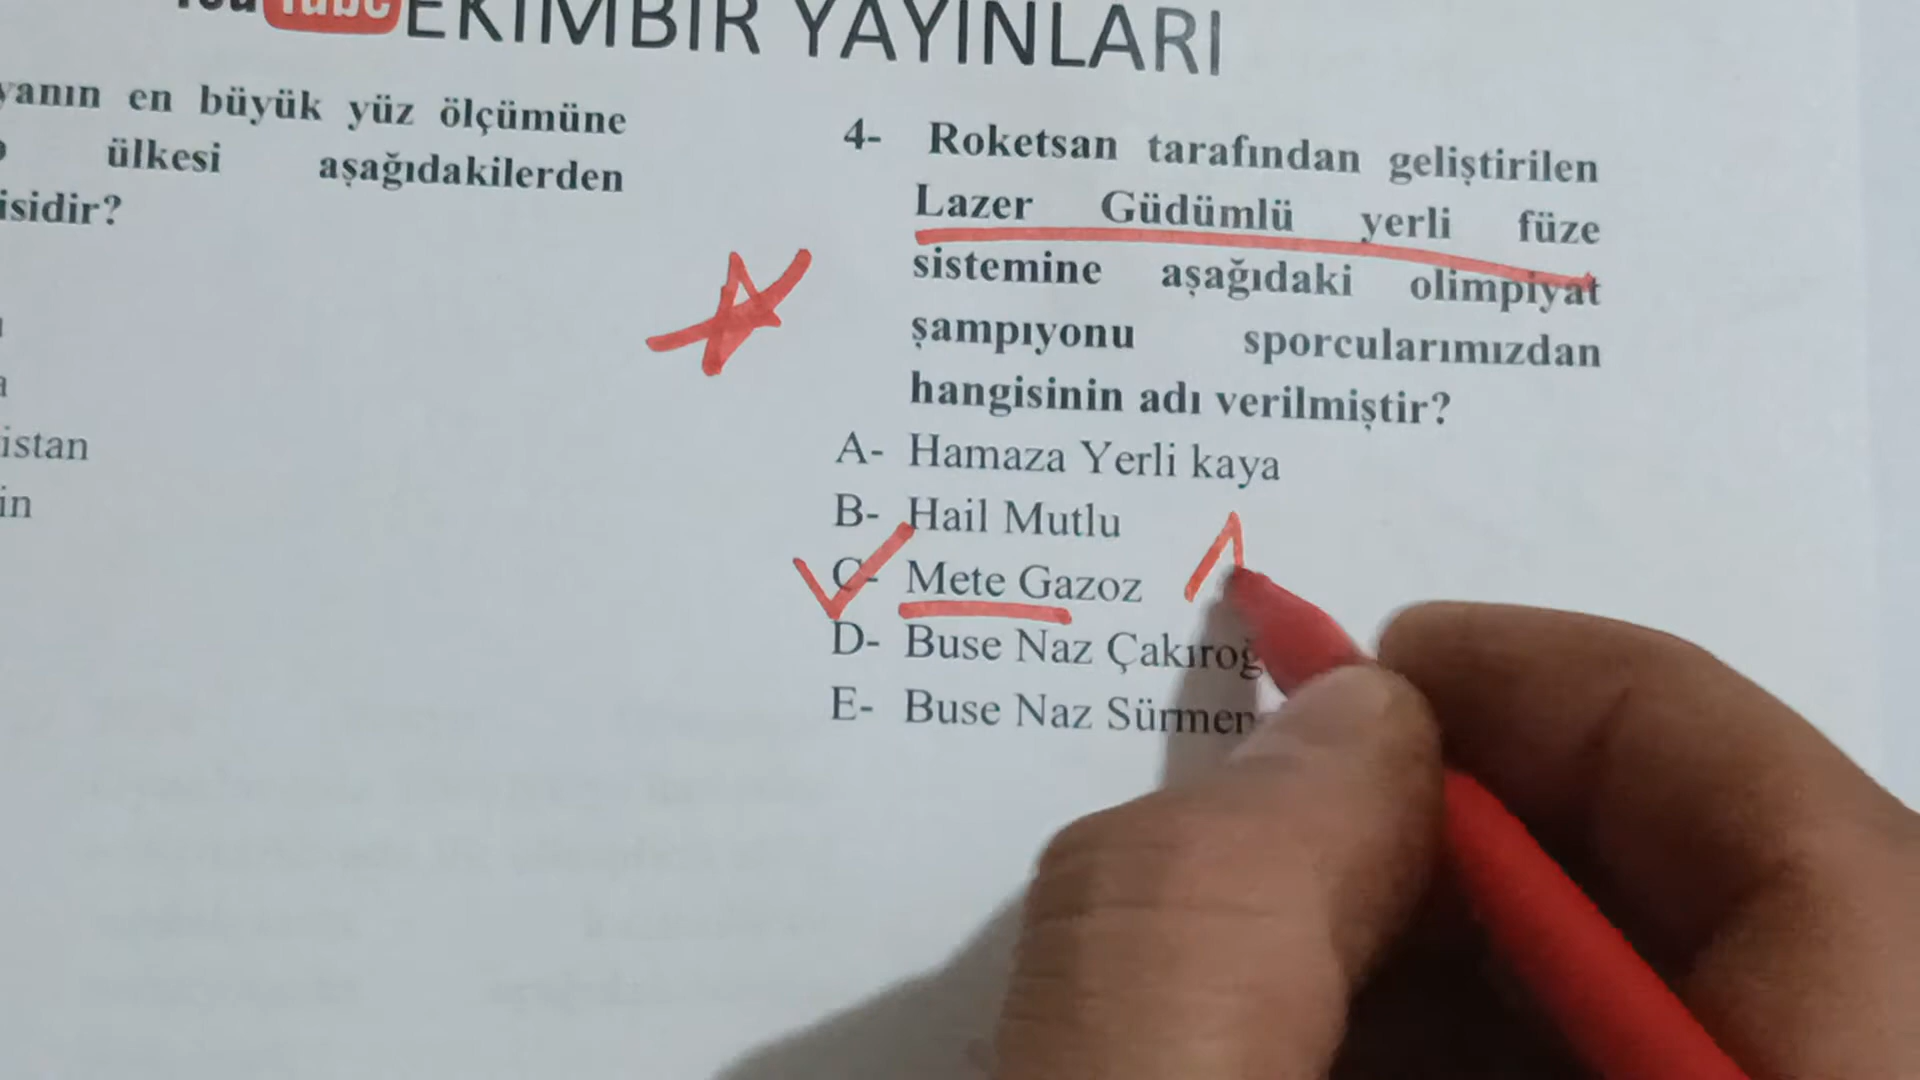 YouTube EKİMBİR YAYINLARI
yanın en büyük yüz ölçümüne
ülkesi aşağıdakilerden
isidir?
istan
in
4- Roketsan tarafından geliştirilen
Lazer Güdümlü yerli füze
sistemine aşağıdaki olimpiyat
şampıyonu sporcularımızdan
hangisinin adı verilmiştir?
A- Hamaza Yerli kaya
B- Hail Mutlu
C- Mete Gazoz
D- Buse Naz Çakıroğ
E- Buse Naz Sürmen